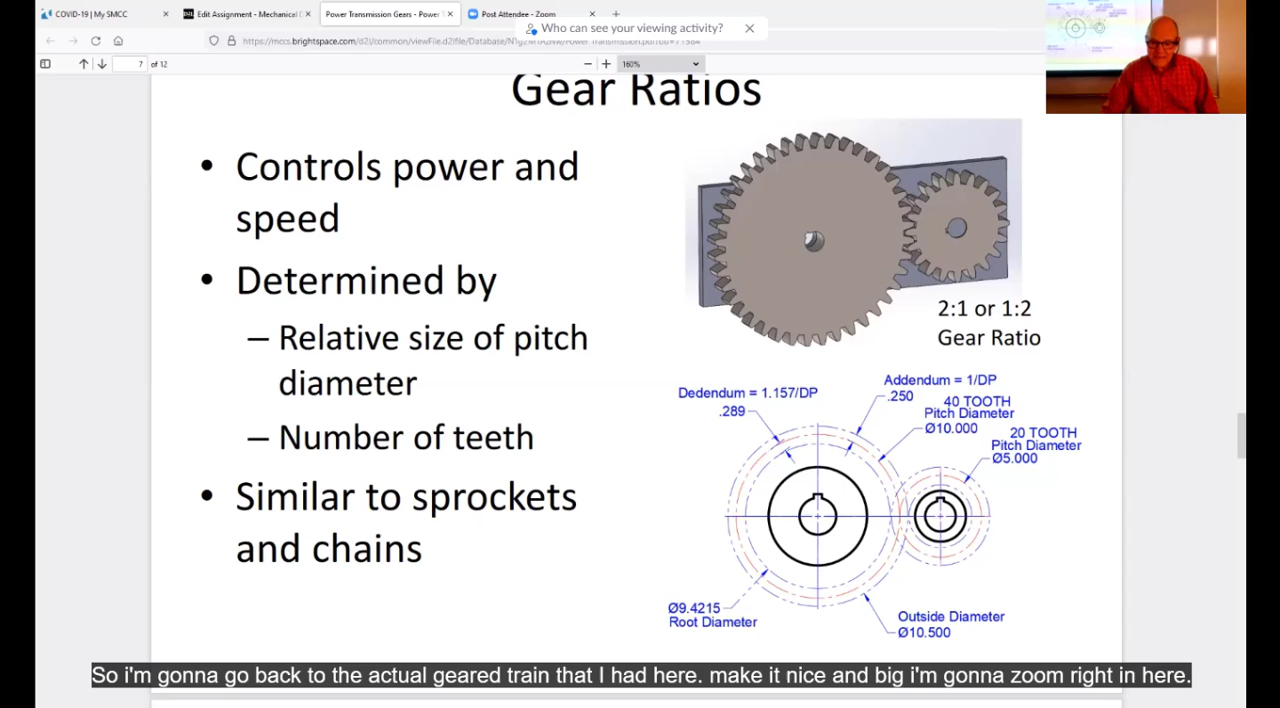 COVID-19 | My SMCC
Edit Assignment - Mechanical
Power Transmission Gears - Power
Post Attendee - Zoom
Who can see your viewing activity?
7 of 12
160%
Gear Ratios
• Controls power and
speed
• Determined by
– Relative size of pitch
diameter
– Number of teeth
• Similar to sprockets
and chains
2:1 or 1:2
Gear Ratio
Dedendum = 1.157/DP
.289
Addendum = 1/DP
.250
40 TOOTH
Pitch Diameter
Ø10.000
20 TOOTH
Pitch Diameter
Ø5.000
Ø9.4215
Root Diameter
Outside Diameter
Ø10.500
So i'm gonna go back to the actual geared train that I had here. make it nice and big i'm gonna zoom right in here.